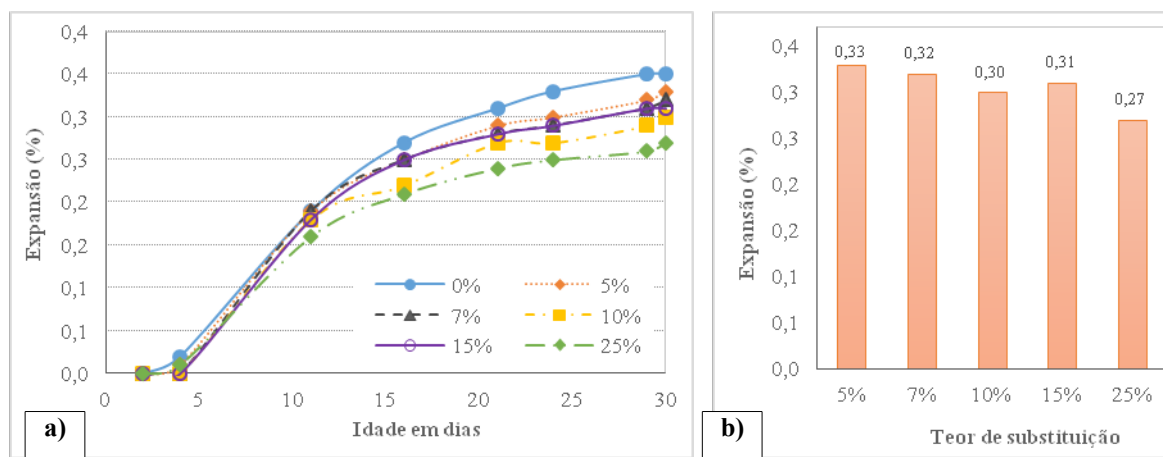 0,4
0,4
0,3
0,3
0,2
0,2
0,1
0,1
0,0
Expansão (%)
0 5 10 15 20 25 30
Idade em dias
0% 5%
7% 10%
15% 25%
a)
0,4
0,3
0,3
0,2
0,2
0,1
0,1
0,0
Expansão (%)
0,33 0,32 0,30 0,31 0,27
5% 7% 10% 15% 25%
Teor de substituição
b)